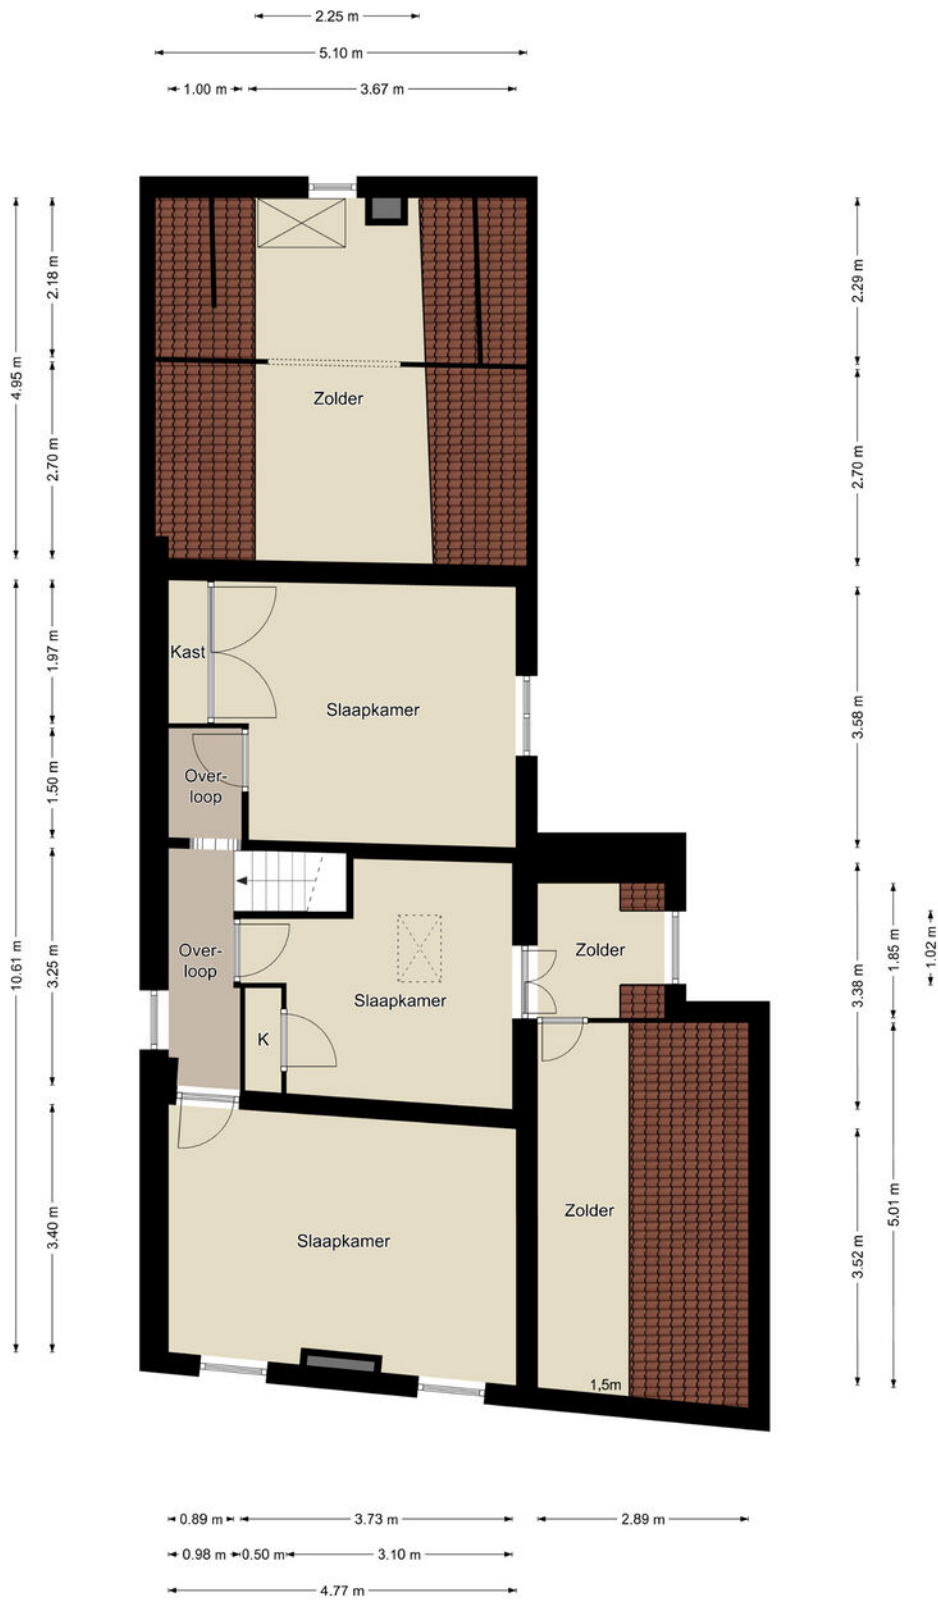 2.25 m
5.10 m
1.00 m
3.67 m
4.95 m
2.18 m
2.29 m
Zolder
2.70 m
2.70 m
10.61 m
1.97 m
Kast
Slaapkamer
3.58 m
1.50 m
Over-
loop
3.25 m
Over-
loop
Slaapkamer
K
Zolder
3.38 m
1.85 m
1.02 m
3.40 m
Slaapkamer
Zolder
1,5m
3.52 m
5.01 m
0.89 m
3.73 m
2.89 m
0.98 m
0.50 m
3.10 m
4.77 m